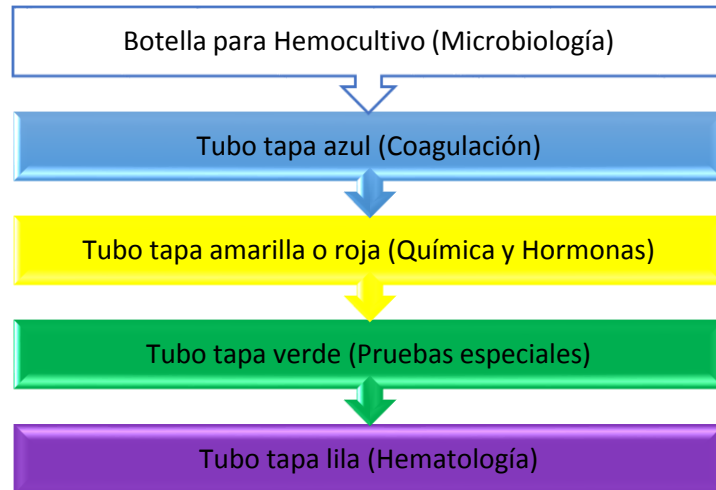 Botella para Hemocultivo (Microbiología)
Tubo tapa azul (Coagulación)
Tubo tapa amarilla o roja (Química y Hormonas)
Tubo tapa verde (Pruebas especiales)
Tubo tapa lila (Hematología)